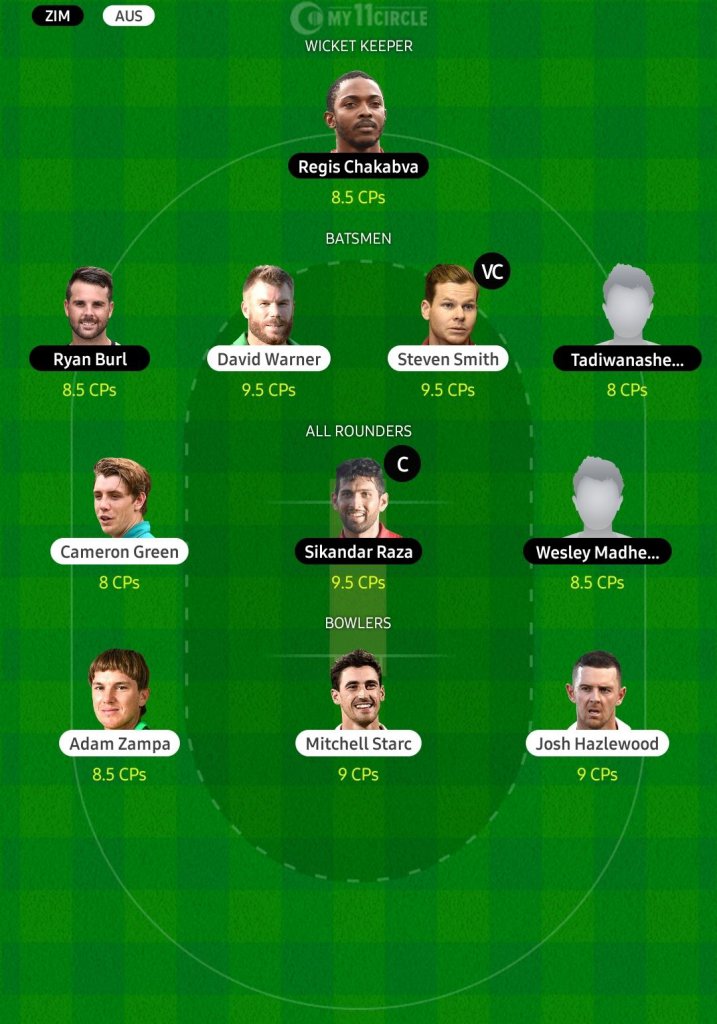 ZIM AUS
MY11CIRCLE
WICKET KEEPER
Regis Chakabva
8.5 CPs
BATSMEN
VC
Ryan Burl David Warner Steven Smith Tadiwanashe...
8.5 CPs 9.5 CPs 9.5 CPs 8 CPs
ALL ROUNDERS
C
Cameron Green Sikandar Raza Wesley Madhe...
8 CPs 9.5 CPs 8.5 CPs
BOWLERS
Adam Zampa Mitchell Starc Josh Hazlewood
8.5 CPs 9 CPs 9 CPs